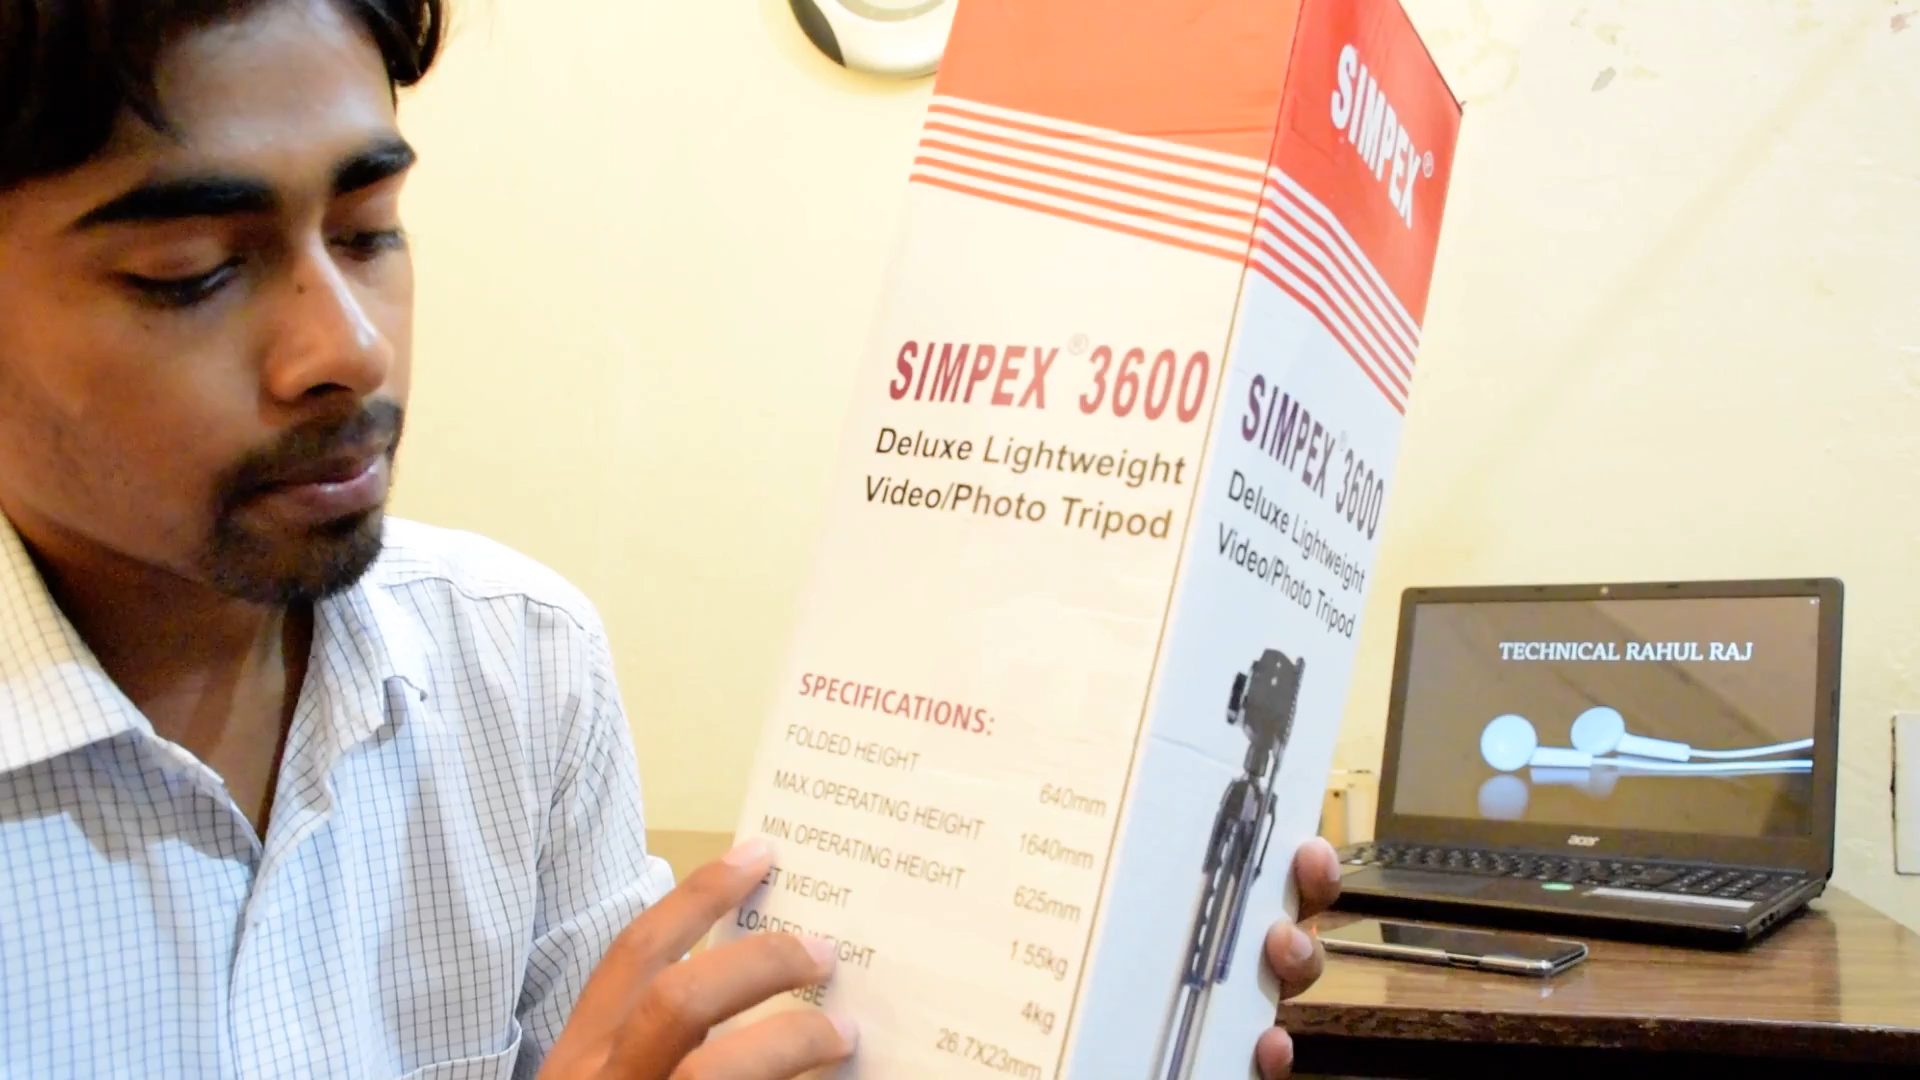 SIMPEX®
SIMPEX® 3600
Deluxe Lightweight
Video/Photo Tripod
SPECIFICATIONS:
FOLDED HEIGHT 640mm
MAX.OPERATING HEIGHT 1640mm
MIN OPERATING HEIGHT 625mm
WEIGHT 1.55kg
LOADED WEIGHT 4kg
26.7X23mm
SIMPEX® 3600
Deluxe Lightweight
Video/Photo Tripod
TECHNICAL RAHUL RAJ
acer